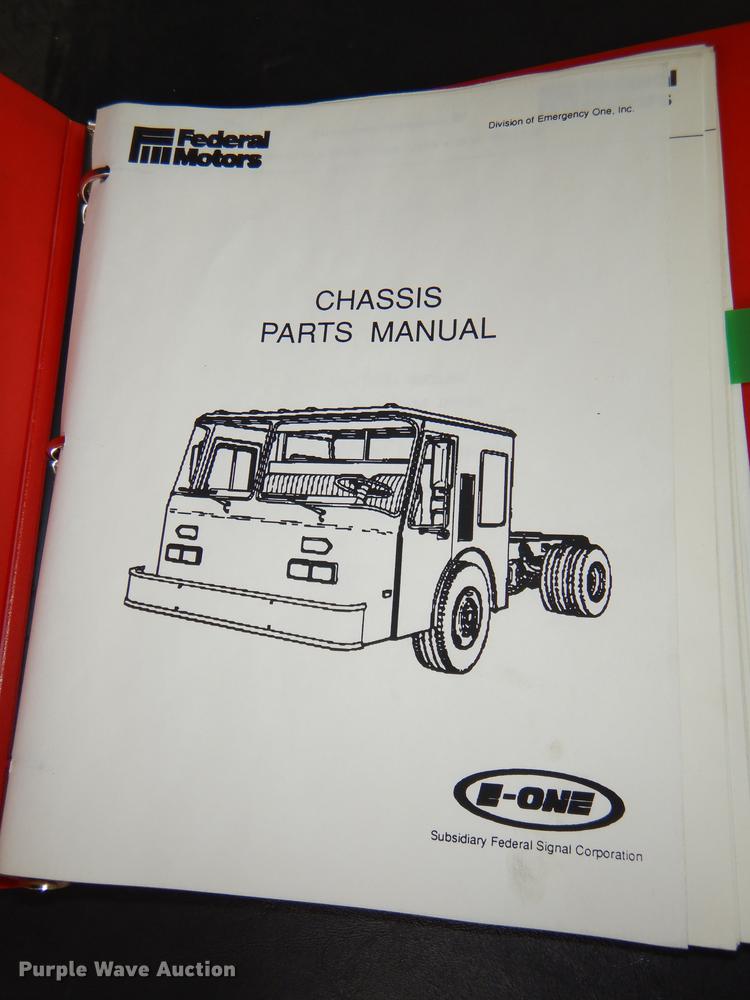 Federal
Motors
Division of Emergency One, Inc.
CHASSIS
PARTS MANUAL
E-ONE
Subsidiary Federal Signal Corporation
Purple Wave Auction